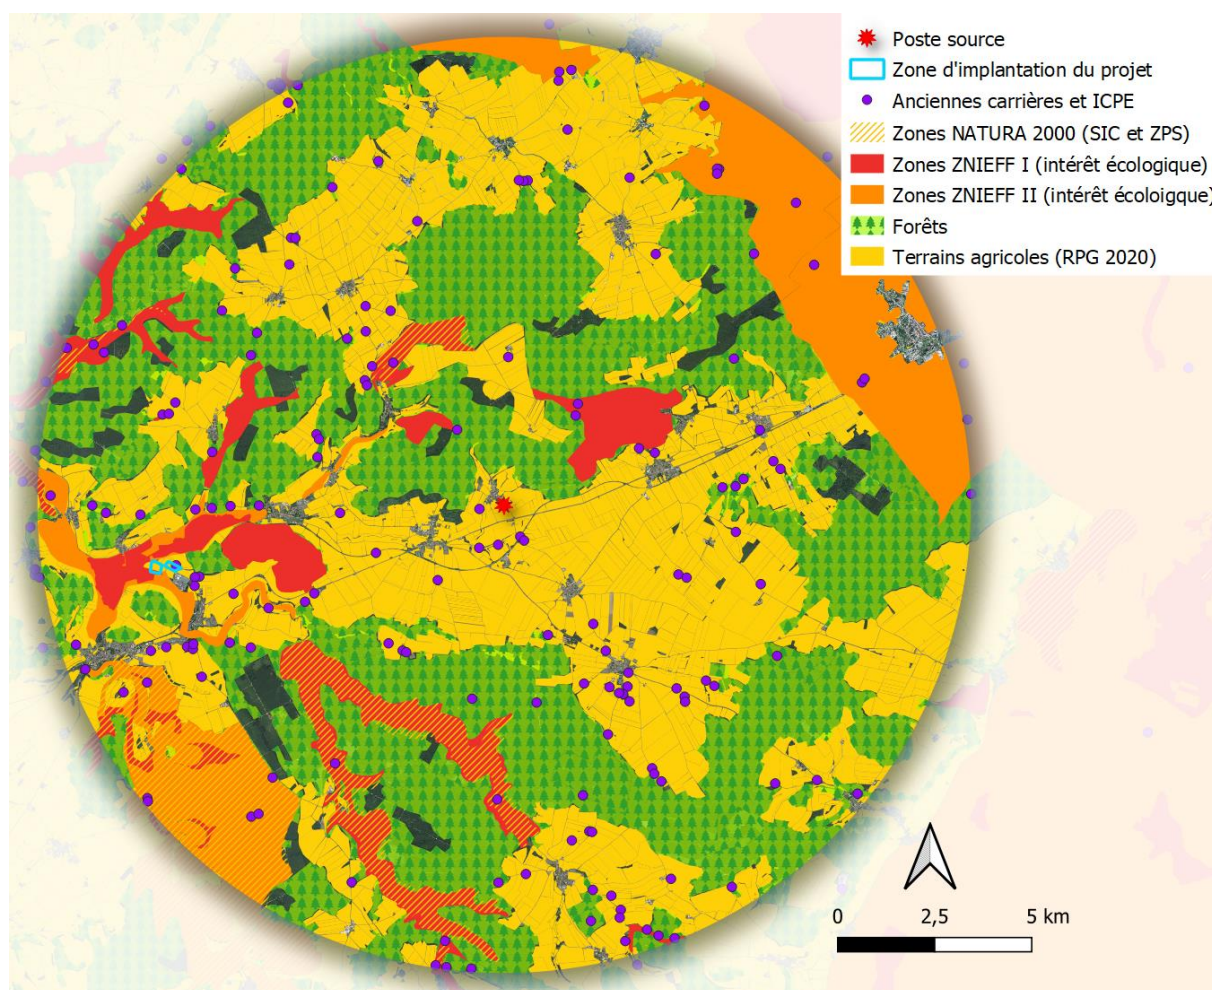 Poste source
Zone d'implantation du projet
Anciennes carrières et ICPE
Zones NATURA 2000 (SIC et ZPS)
Zones ZNIEFF I (intérêt écologique)
Zones ZNIEFF II (intérêt écoloigque)
Forêts
Terrains agricoles (RPG 2020)
0 2,5 5 km